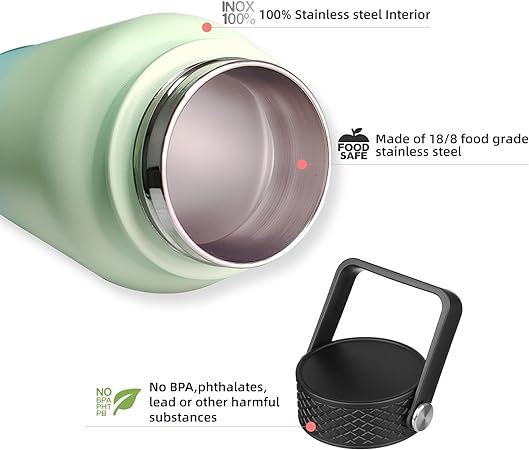 INOX
100%
100% Stainless steel Interior
FOOD
SAFE
Made of 18/8 food grade
stainless steel
NO
BPA
PHT
PB
No BPA,phthalates,
lead or other harmful
substances